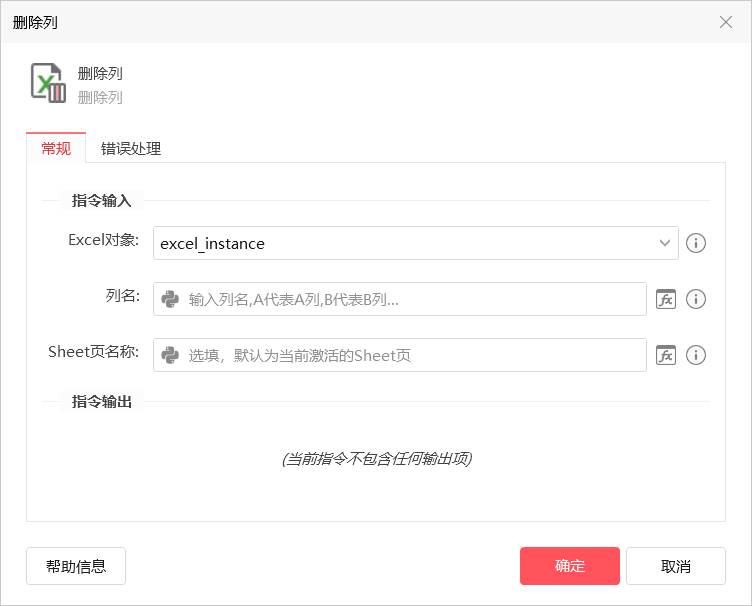 删除列
删除列
删除列
常规 错误处理
指令输入
Excel对象: excel_instance
列名: 输入列名,A代表A列,B代表B列... fx
Sheet页名称: 选填，默认为当前激活的Sheet页 fx
指令输出
(当前指令不包含任何输出项)
帮助信息 确定 取消